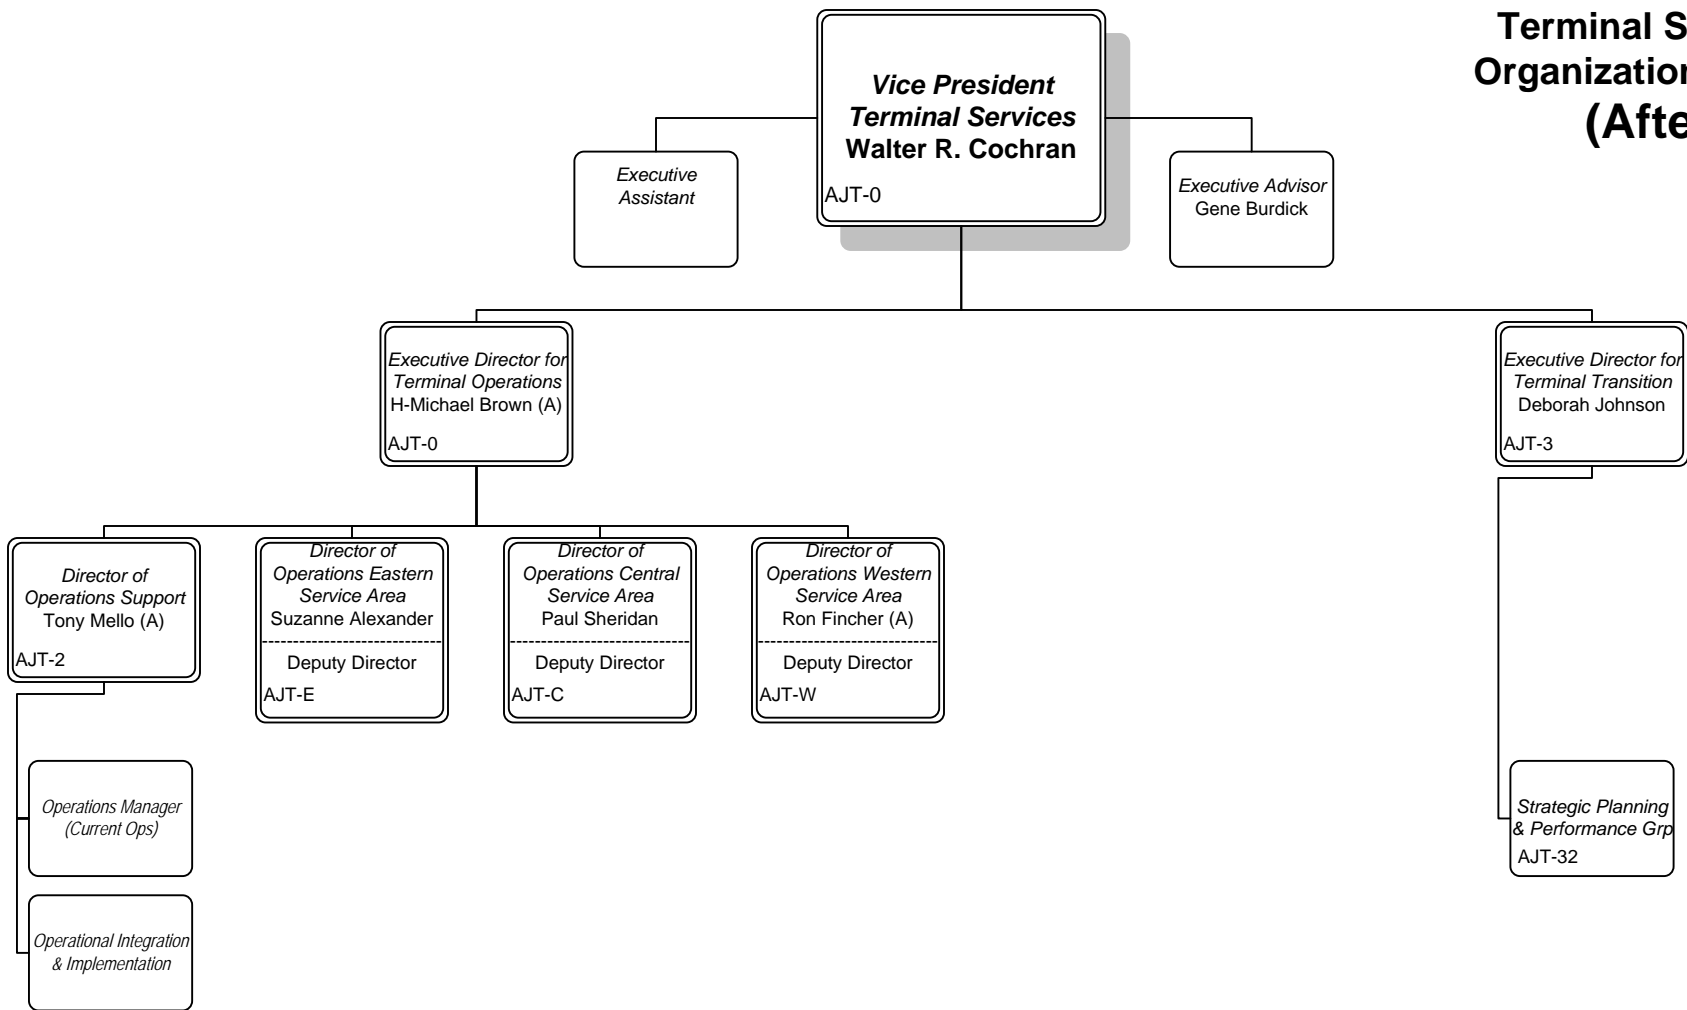 Terminal S
Organization
(Afte
Vice President
Terminal Services
Walter R. Cochran
AJT-0
Executive
Assistant
Executive Advisor
Gene Burdick
Executive Director for
Terminal Operations
H-Michael Brown (A)
AJT-0
Executive Director for
Terminal Transition
Deborah Johnson
AJT-3
Director of
Operations Support
Tony Mello (A)
AJT-2
Director of
Operations Eastern
Service Area
Suzanne Alexander
Deputy Director
AJT-E
Director of
Operations Central
Service Area
Paul Sheridan
Deputy Director
AJT-C
Director of
Operations Western
Service Area
Ron Fincher (A)
Deputy Director
AJT-W
Operations Manager
(Current Ops)
Operational Integration
& Implementation
Strategic Planning
& Performance Grp
AJT-32